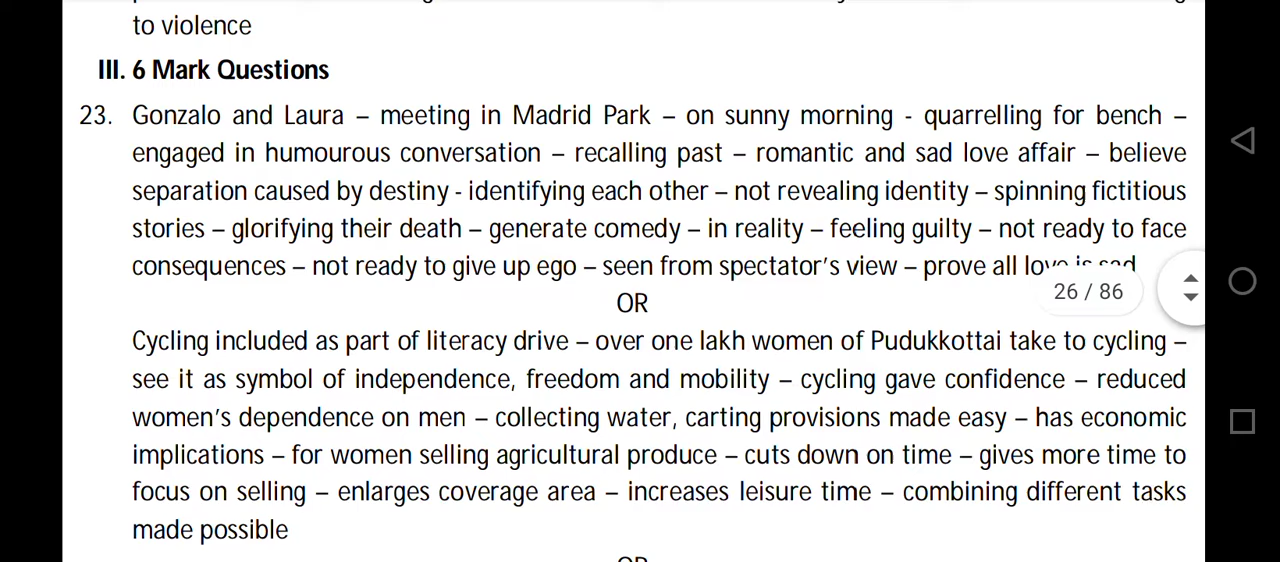 to violence
III. 6 Mark Questions
23. Gonzalo and Laura – meeting in Madrid Park – on sunny morning - quarrelling for bench –
engaged in humourous conversation – recalling past – romantic and sad love affair – believe
separation caused by destiny - identifying each other – not revealing identity – spinning fictitious
stories – glorifying their death – generate comedy – in reality – feeling guilty – not ready to face
consequences – not ready to give up ego – seen from spectator's view – prove all love is sad
26 / 86
OR
Cycling included as part of literacy drive – over one lakh women of Pudukkottai take to cycling –
see it as symbol of independence, freedom and mobility – cycling gave confidence – reduced
women's dependence on men – collecting water, carting provisions made easy – has economic
implications – for women selling agricultural produce – cuts down on time – gives more time to
focus on selling – enlarges coverage area – increases leisure time – combining different tasks
made possible
OR